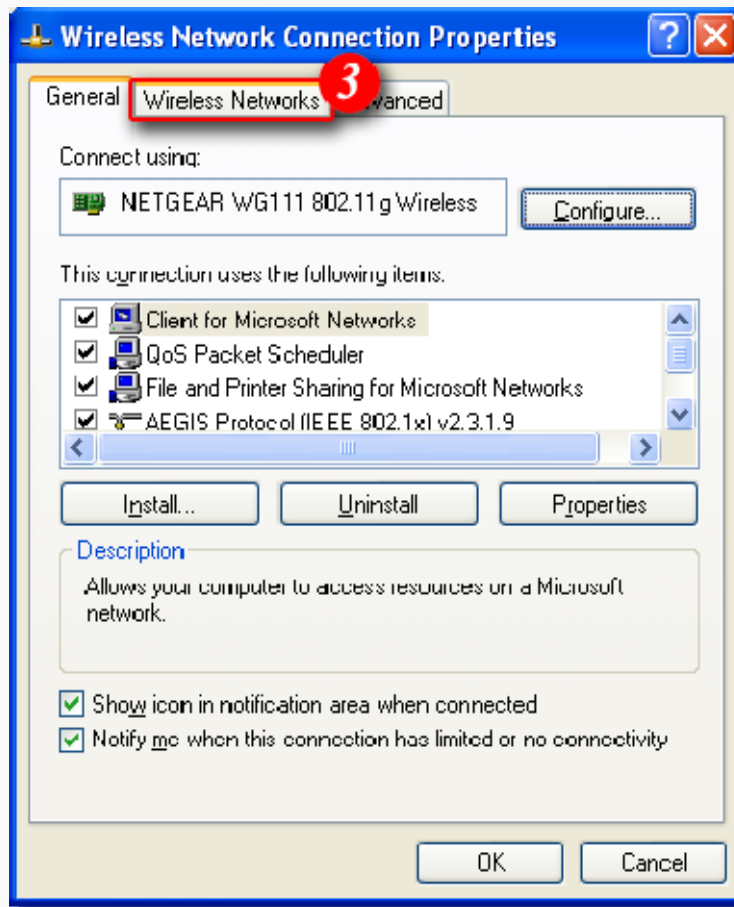 Wireless Network Connection Properties
General Wireless Networks 3 vanced
Connect using:
NETGEAR WG111 802.11g Wireless Configure...
This connection uses the following items.
Client for Microsoft Networks
QoS Packet Scheduler
File and Printer Sharing for Microsoft Networks
AEGIS Protocol (IEEE 802.1x) v2.3.1.9
Install... Uninstall Properties
Description
Allows your computer to access resources on a Microsoft
network.
Show icon in notification area when connected
Notify me when this connection has limited or no connectivity
OK Cancel